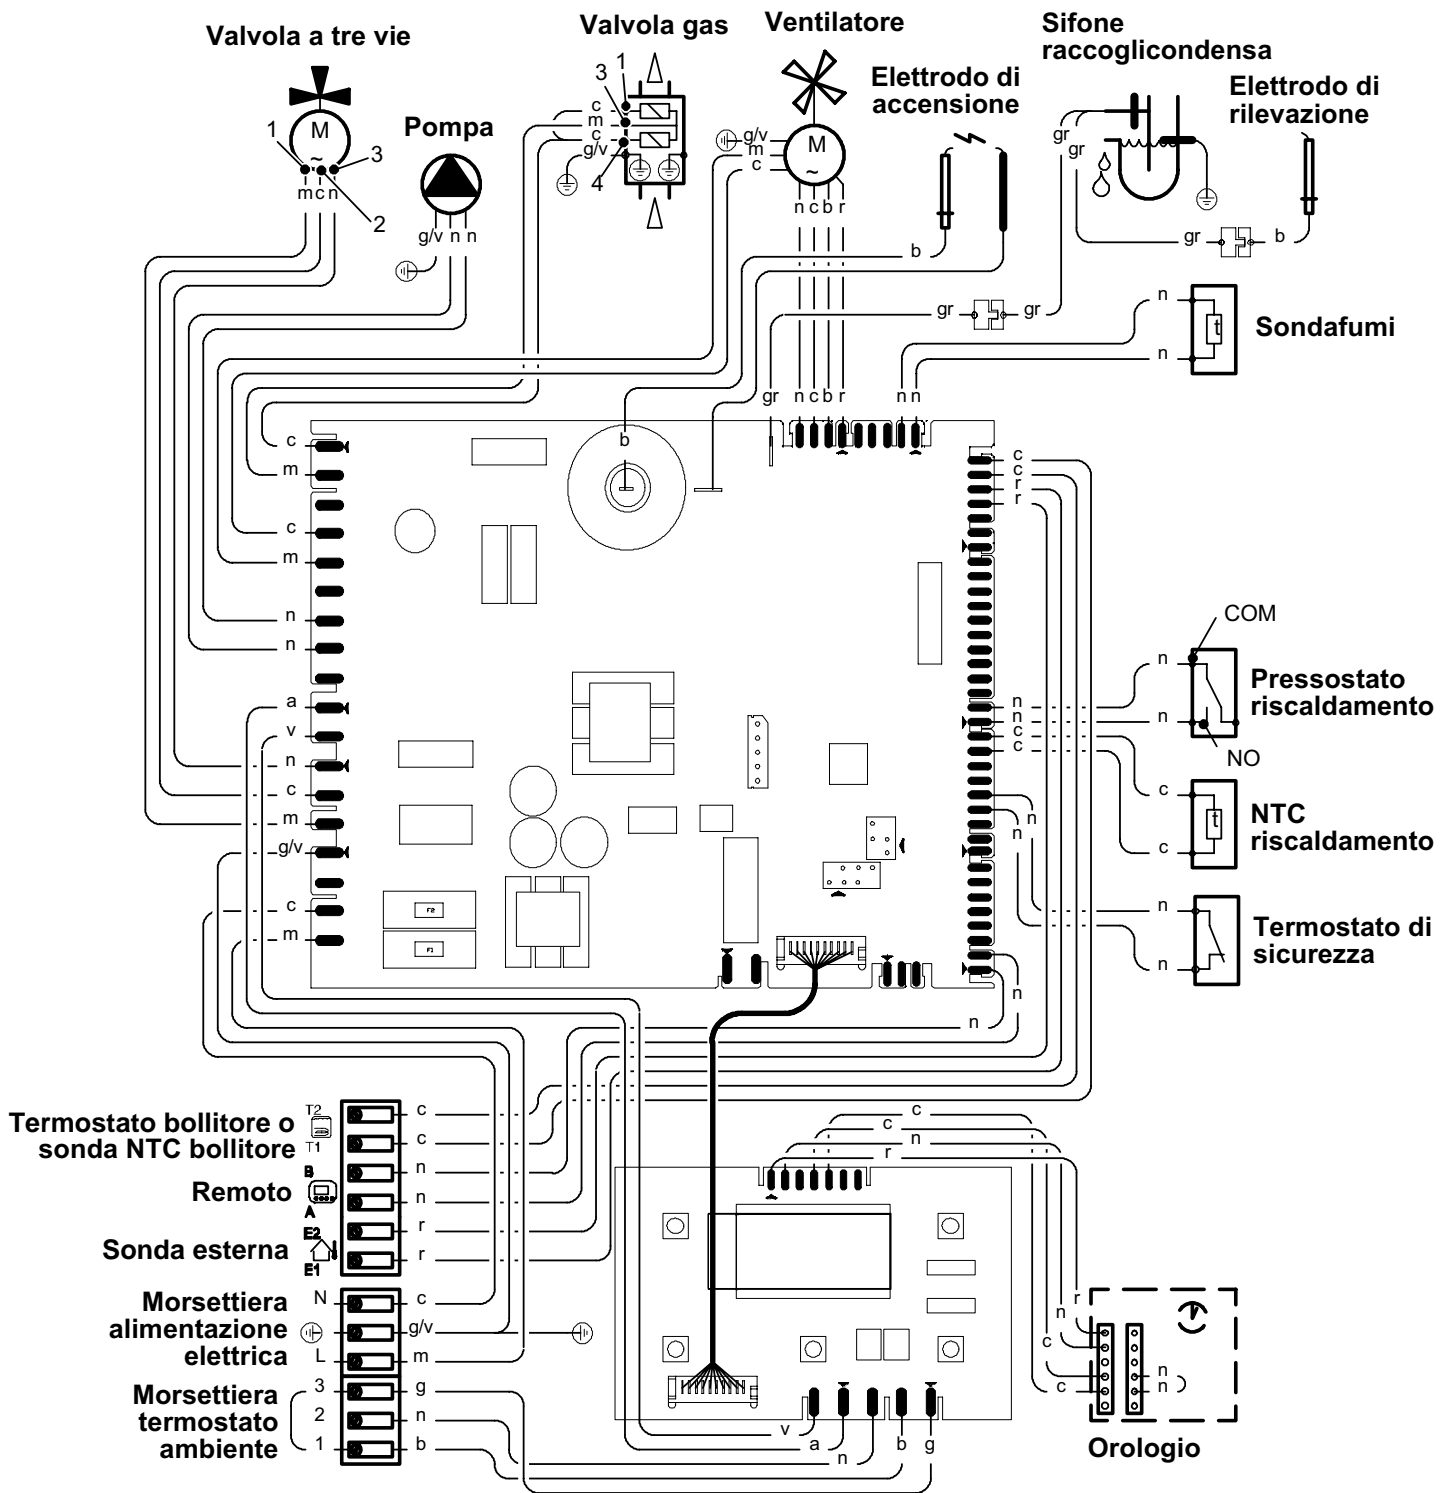 Valvola a tre vie
Valvola gas
Ventilatore
Sifone
raccoglicondensa
Elettrodo di
accensione
Elettrodo di
rilevazione
Pompa
1
3
2
M
~
m c n
g/v n n
1
3
4
c
m
c
g/v
g/v
m
c
M
~
n c b r
b
gr
gr
gr
b
gr
gr
n
n
t
Sondafumi
gr
n c b r
n n
b
c
m
c
m
n
n
a
v
n
c
m
g/v
c
m
c
c
r
r
COM
n
n
NO
Pressostato
riscaldamento
n
n
c
c
c
c
t
NTC
riscaldamento
n
n
n
n
Termostato di
sicurezza
F2
F1
n
n
Termostato bollitore o
sonda NTC bollitore
T2
T1
c
c
Remoto
B
A
n
n
Sonda esterna
E2
E1
r
r
Morsettiera
alimentazione
elettrica
N
L
c
g/v
m
Morsettiera
termostato
ambiente
3
2
1
g
n
b
c
c
n
r
r
n
c
c
n
n
Orologio
v
a
n
b
g